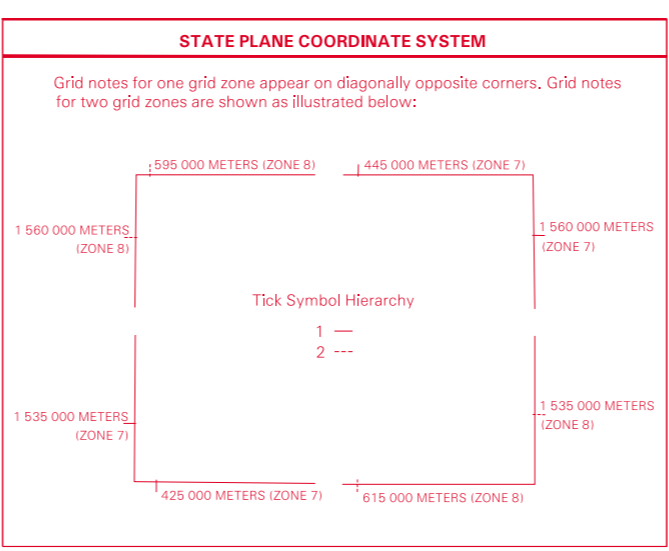 STATE PLANE COORDINATE SYSTEM
Grid notes for one grid zone appear on diagonally opposite corners. Grid notes
for two grid zones are shown as illustrated below:
595 000 METERS (ZONE 8)
445 000 METERS (ZONE 7)
1 560 000 METERS
(ZONE 8)
1 560 000 METERS
(ZONE 7)
Tick Symbol Hierarchy
1 —
2 ---
1 535 000 METERS
(ZONE 7)
1 535 000 METERS
(ZONE 8)
425 000 METERS (ZONE 7)
615 000 METERS (ZONE 8)